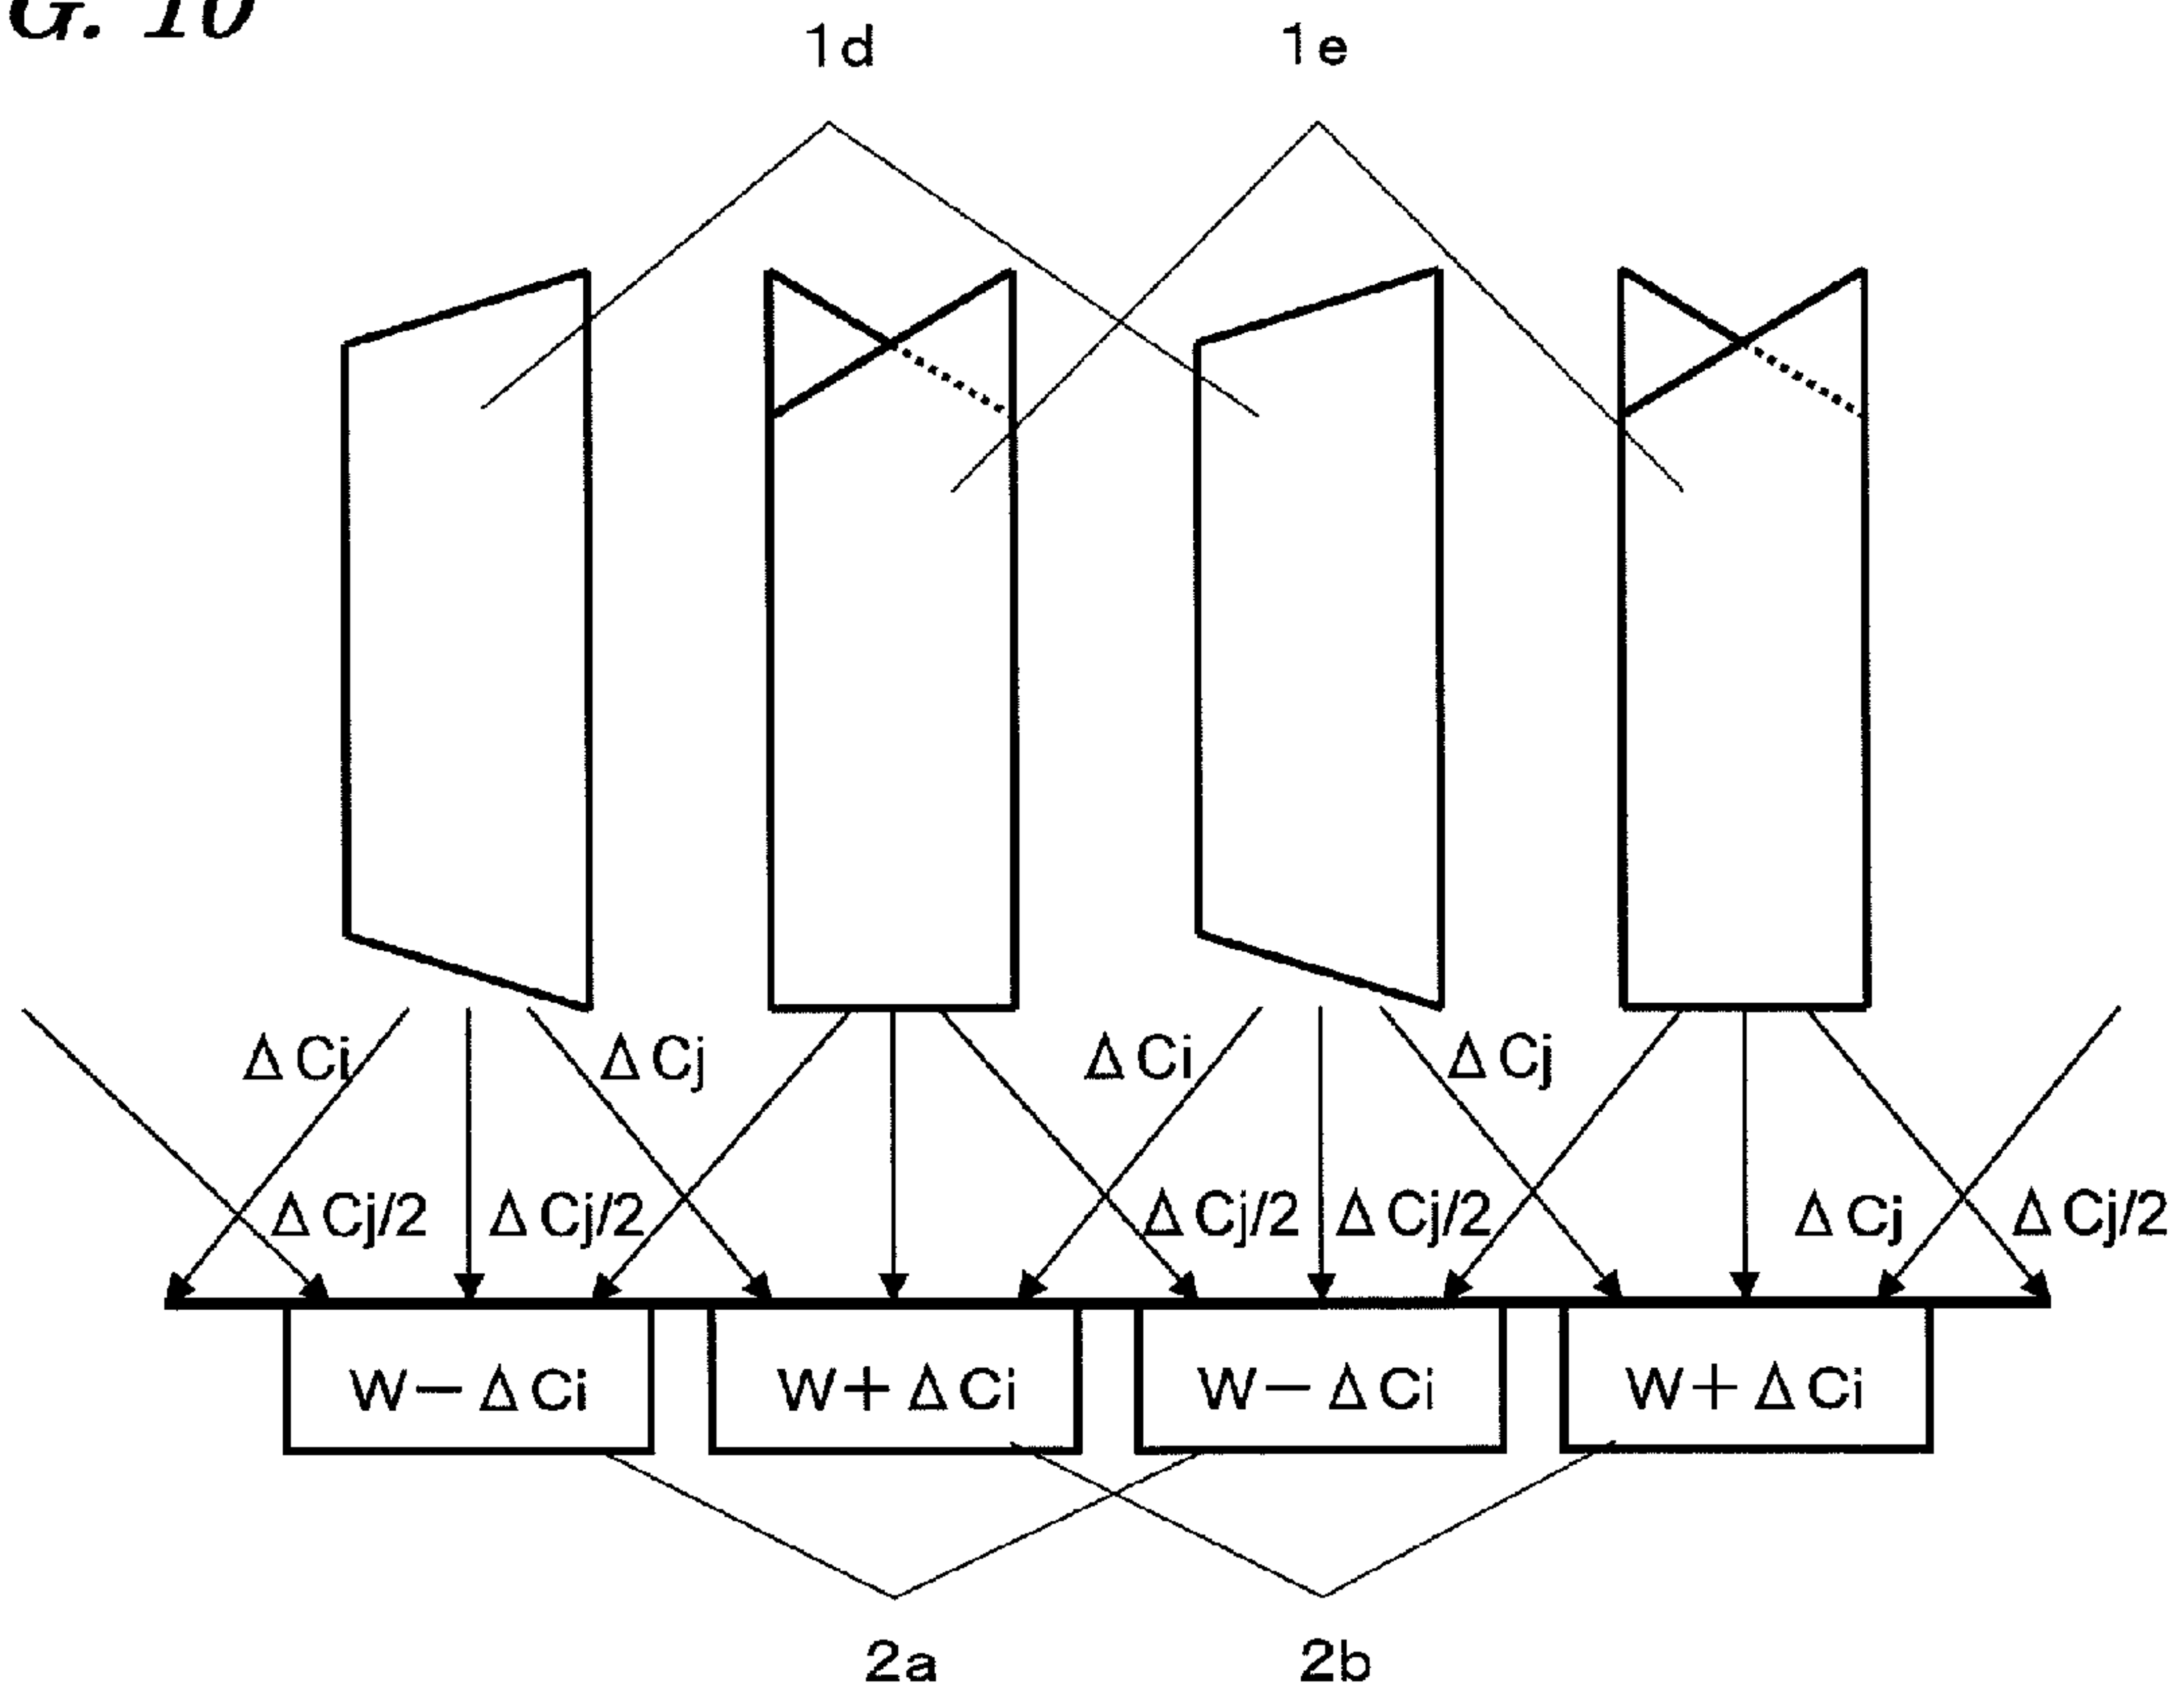 G. 10
1d 1e
ΔCi ΔCj ΔCi ΔCj
ΔCj/2 ΔCj/2 ΔCj/2 ΔCj/2 ΔCj ΔCj/2
W−ΔCi W+ΔCi W−ΔCi W+ΔCi
2a 2b